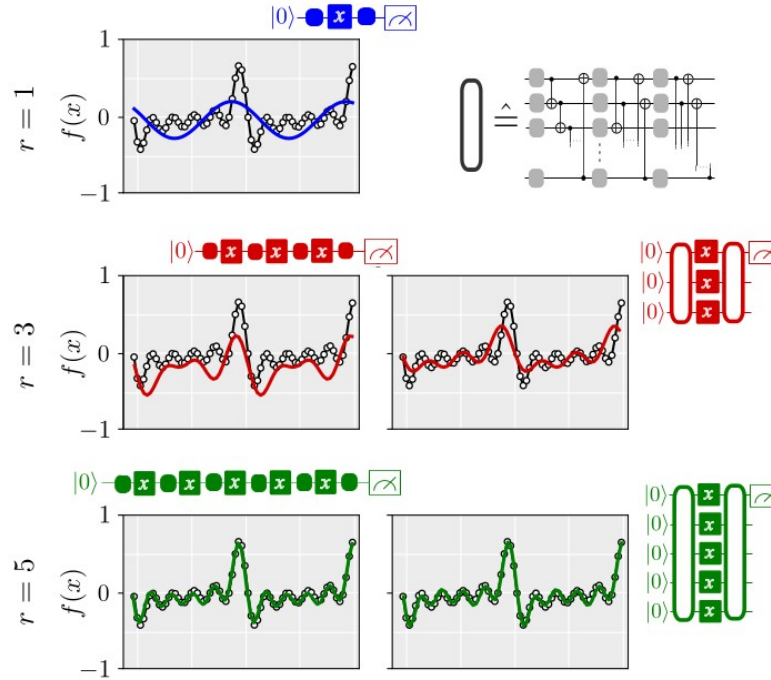 |0⟩ x
1
0
−1
f(x)
r = 1
≙
|0⟩ x x x
1
0
−1
f(x)
r = 3
|0⟩ x
|0⟩ x
|0⟩ x
|0⟩ x x x x x
1
0
−1
f(x)
r = 5
|0⟩ x
|0⟩ x
|0⟩ x
|0⟩ x
|0⟩ x